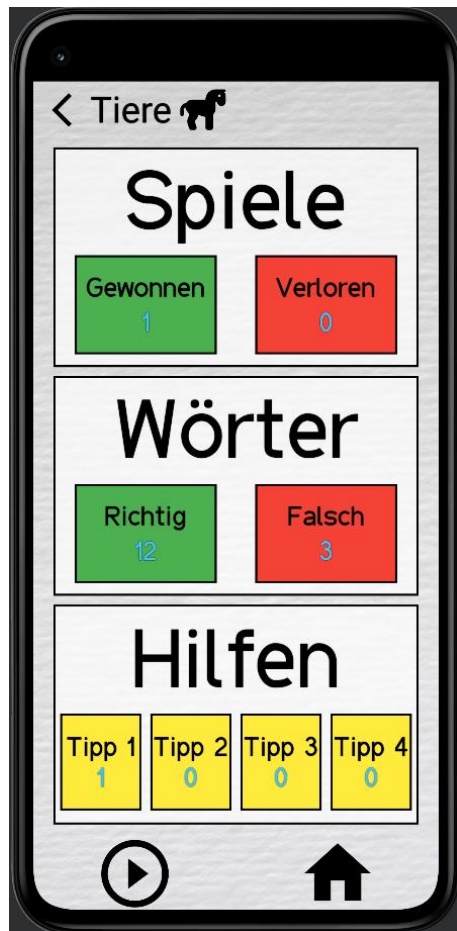 Tiere
Spiele
Gewonnen Verloren
1 0
Wörter
Richtig Falsch
12 3
Hilfen
Tipp 1 Tipp 2 Tipp 3 Tipp 4
1 0 0 0